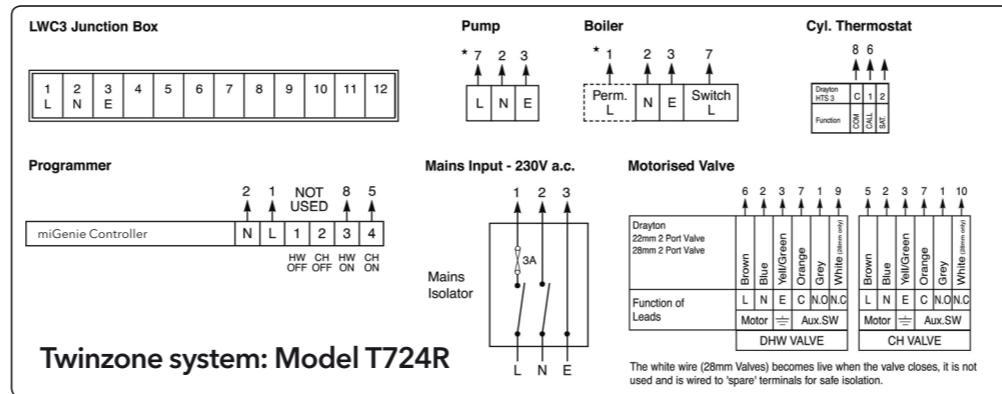 LWC3 Junction Box
1 2 3 4 5 6 7 8 9 10 11 12
L N E
Pump
* 7 2 3
L N E
Boiler
* 1 2 3 7
Perm. L N E Switch L
Cyl. Thermostat
8 6
Drayton HTS 3 C 1 2
Function COM CALL SAT.
Programmer
2 1 NOT USED 8 5
miGenie Controller N L 1 2 3 4
HW OFF CH OFF HW ON CH ON
Mains Input - 230V a.c.
1 2 3
3A
Mains
Isolator
L N E
Motorised Valve
6 2 3 7 1 9 5 2 3 7 1 10
Drayton
22mm 2 Port Valve
28mm 2 Port Valve
Brown Blue Yell/Green Orange Grey White (28mm only) Brown Blue Yell/Green Orange Grey White (28mm only)
Function of
Leads
L N E C N.O N.C L N E C N.O N.C
Motor Aux.SW Motor Aux.SW
DHW VALVE CH VALVE
The white wire (28mm Valves) becomes live when the valve closes, it is not
used and is wired to 'spare' terminals for safe isolation.
Twinzone system: Model T724R